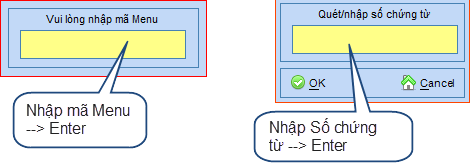 Vui lòng nhập mã Menu
Nhập mã Menu
--> Enter
Quét/nhập số chứng từ
OK
Cancel
Nhập Số chứng
từ --> Enter